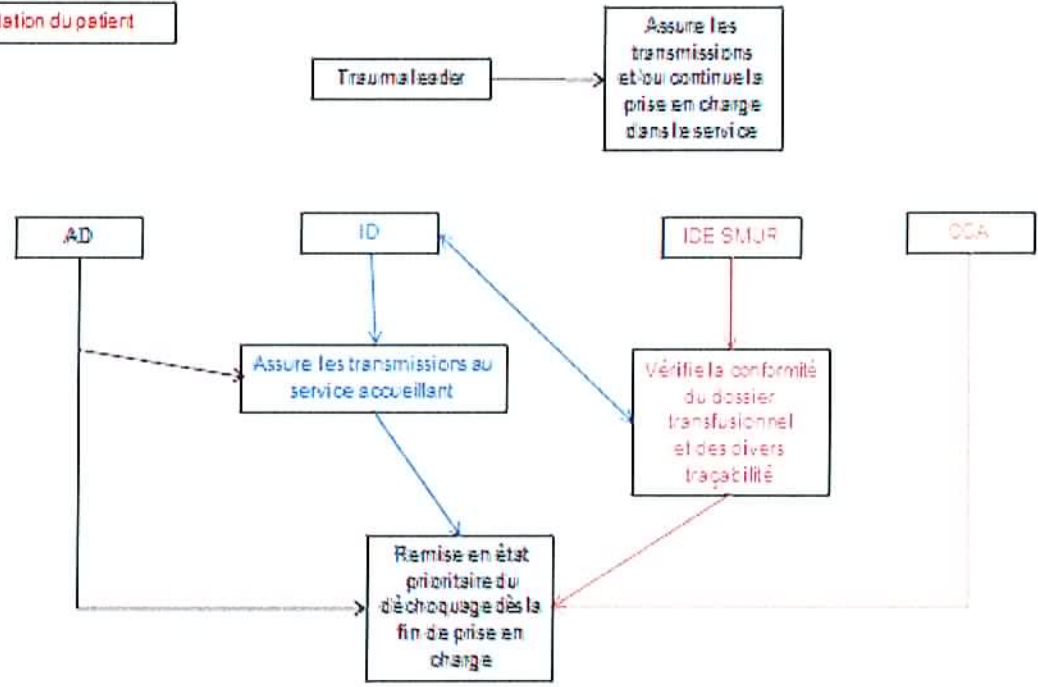 lation du patient
Trauma leader
Assure les
transmissions
et/ou continue la
prise en charge
dans le service
AD
ID
IDE SMUR
Assure les transmissions au
service accueillant
Vérifie la conformité
du dossier
transfusionnel
et des divers
traçabilité
Remise en état
prioritaire du
déchoquage dès la
fin de prise en
charge